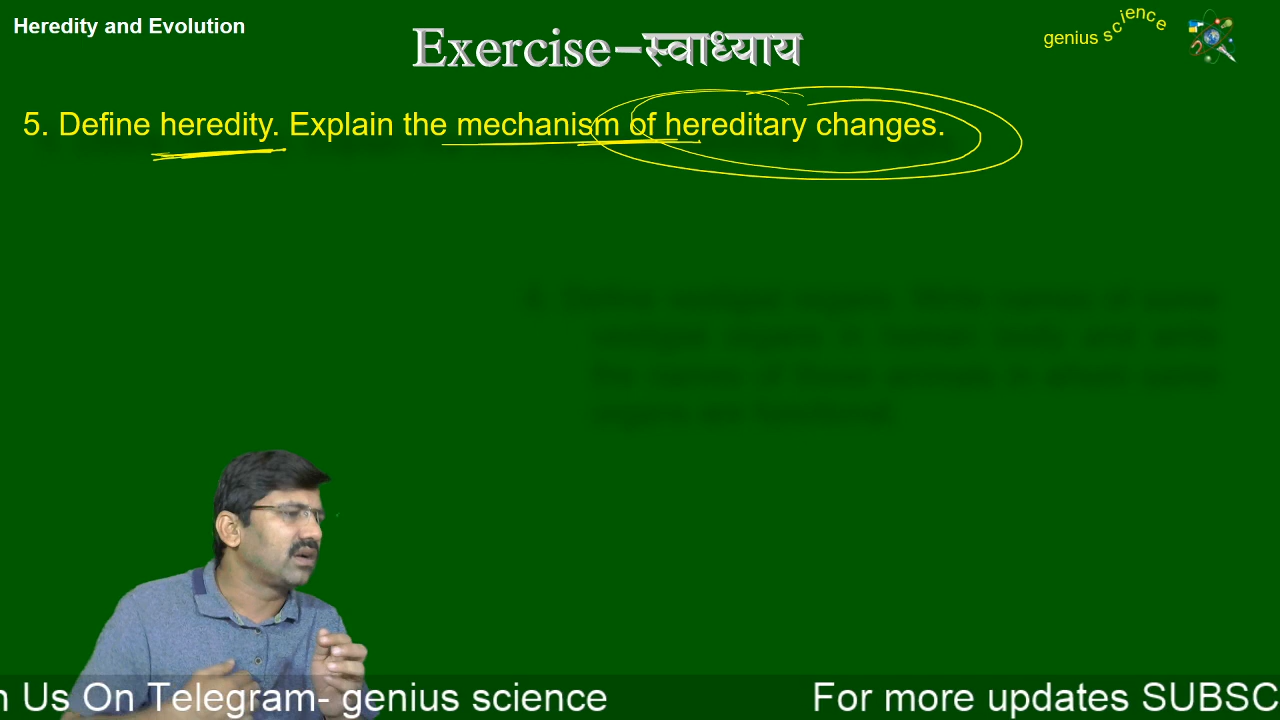 Heredity and Evolution
Exercise-स्वाध्याय
genius science
5. Define heredity. Explain the mechanism of hereditary changes.
n Us On Telegram- genius science For more updates SUBSC